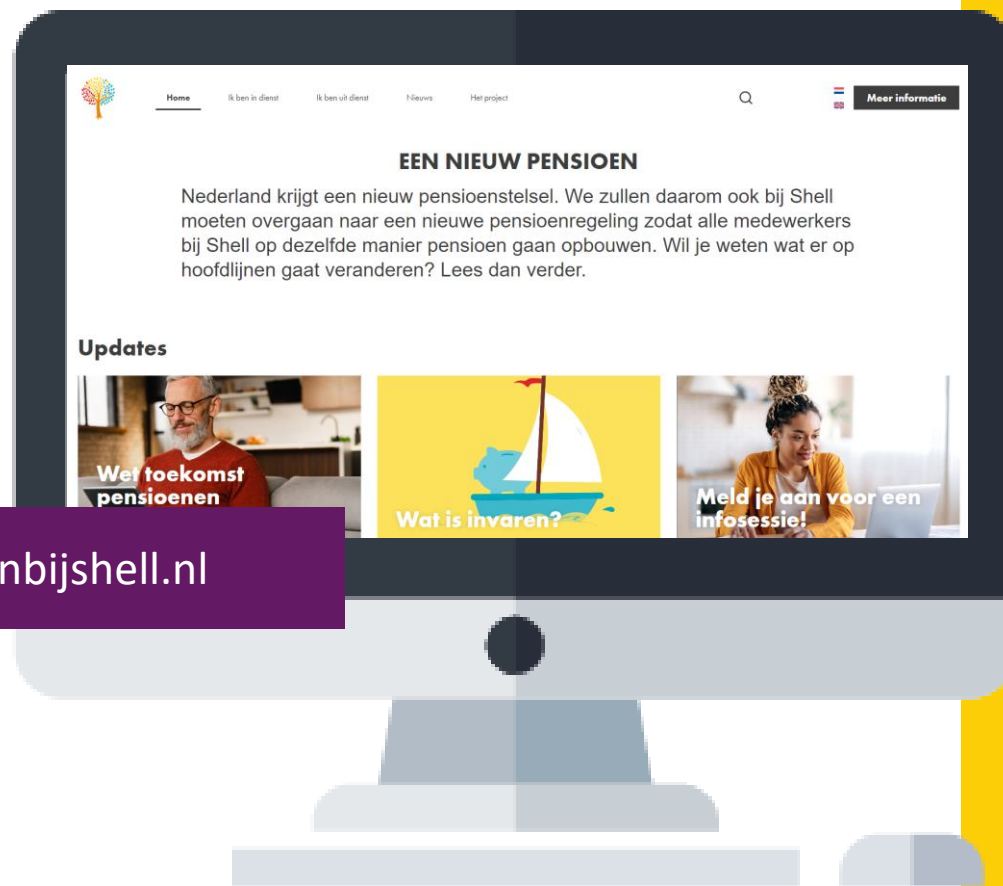 Home Ik ben in dienst Ik ben uit dienst Nieuws Het project Meer informatie
EEN NIEUW PENSIOEN
Nederland krijgt een nieuw pensioenstelsel. We zullen daarom ook bij Shell
moeten overgaan naar een nieuwe pensioenregeling zodat alle medewerkers
bij Shell op dezelfde manier pensioen gaan opbouwen. Wil je weten wat er op
hoofdlijnen gaat veranderen? Lees dan verder.
Updates
Wet toekomst
pensioenen
Wat is invaren?
Meld je aan voor een
infosessie!
nbijshell.nl